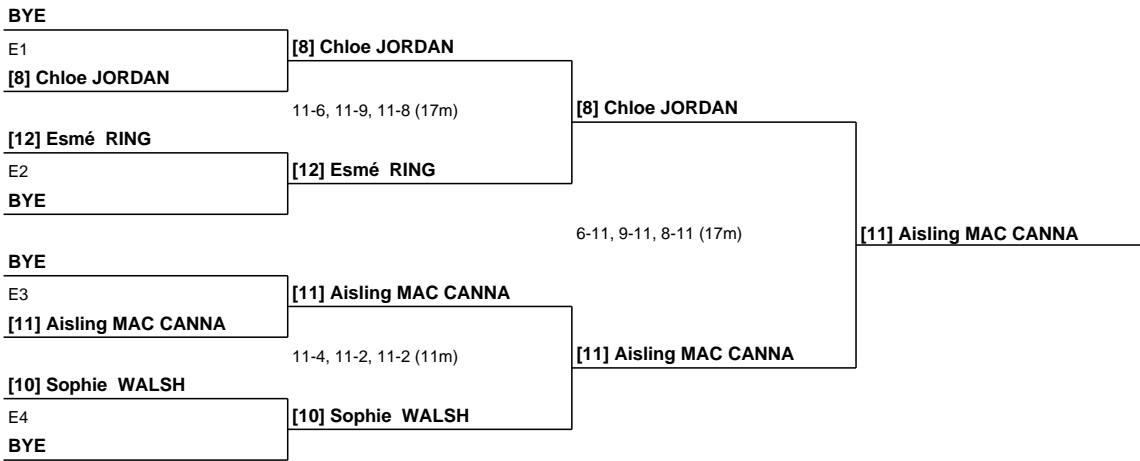 BYE
E1
[8] Chloe JORDAN
[8] Chloe JORDAN
11-6, 11-9, 11-8 (17m)
[8] Chloe JORDAN
[12] Esmé  RING
E2
[12] Esmé  RING
BYE
6-11, 9-11, 8-11 (17m)
[11] Aisling MAC CANNA
BYE
E3
[11] Aisling MAC CANNA
[11] Aisling MAC CANNA
11-4, 11-2, 11-2 (11m)
[11] Aisling MAC CANNA
[10] Sophie  WALSH
E4
[10] Sophie  WALSH
BYE